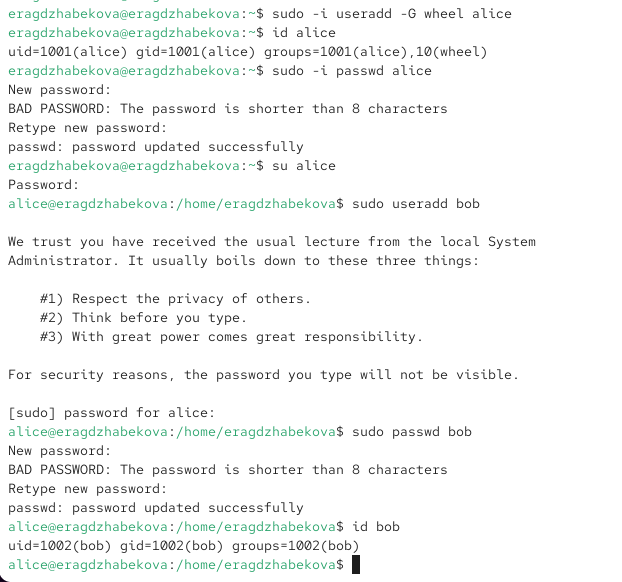 eragdzhabekova@eragdzhabekova:~$ sudo -i useradd -G wheel alice
eragdzhabekova@eragdzhabekova:~$ id alice
uid=1001(alice) gid=1001(alice) groups=1001(alice),10(wheel)
eragdzhabekova@eragdzhabekova:~$ sudo -i passwd alice
New password:
BAD PASSWORD: The password is shorter than 8 characters
Retype new password:
passwd: password updated successfully
eragdzhabekova@eragdzhabekova:~$ su alice
Password:
alice@eragdzhabekova:/home/eragdzhabekova$ sudo useradd bob

We trust you have received the usual lecture from the local System
Administrator. It usually boils down to these three things:

    #1) Respect the privacy of others.
    #2) Think before you type.
    #3) With great power comes great responsibility.

For security reasons, the password you type will not be visible.

[sudo] password for alice:
alice@eragdzhabekova:/home/eragdzhabekova$ sudo passwd bob
New password:
BAD PASSWORD: The password is shorter than 8 characters
Retype new password:
passwd: password updated successfully
alice@eragdzhabekova:/home/eragdzhabekova$ id bob
uid=1002(bob) gid=1002(bob) groups=1002(bob)
alice@eragdzhabekova:/home/eragdzhabekova$